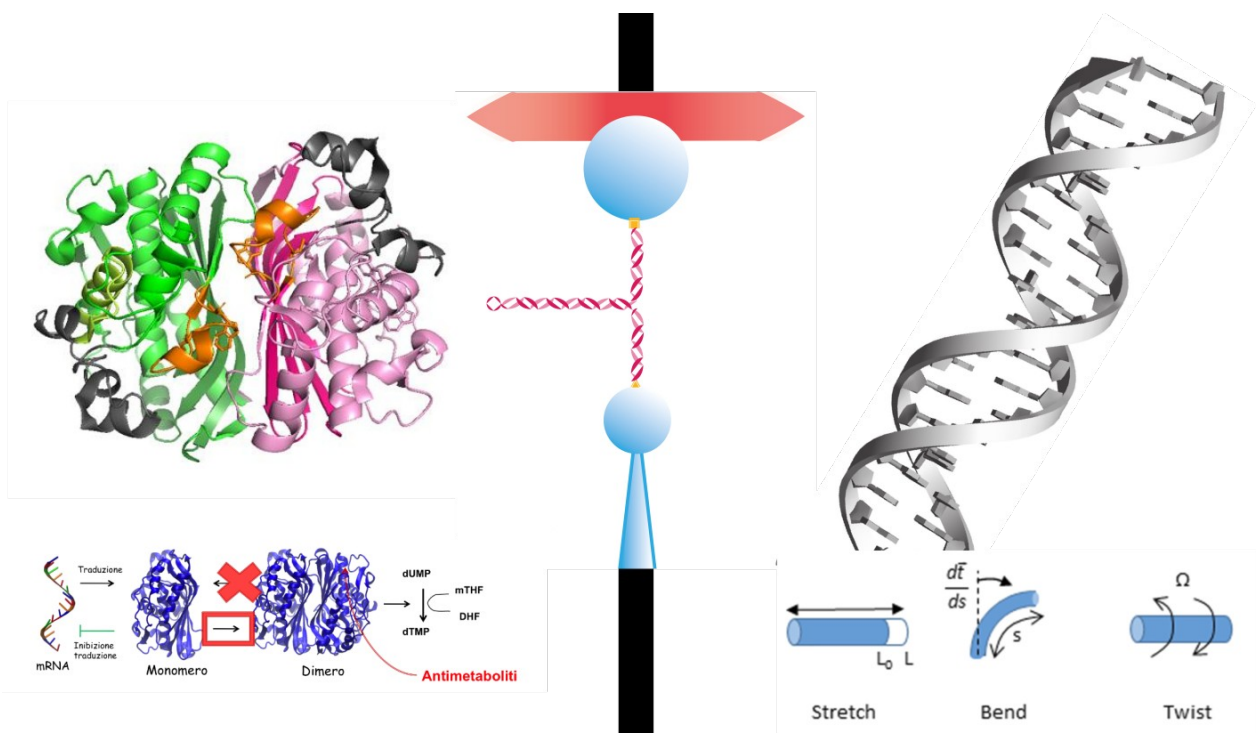 Traduzione
Inibizione
traduzione
mRNA
Monomero
Dimero
dUMP
mTHF
DHF
dTMP
Antimetaboliti
dt̅
ds
S
L₀ L
Ω
Stretch
Bend
Twist